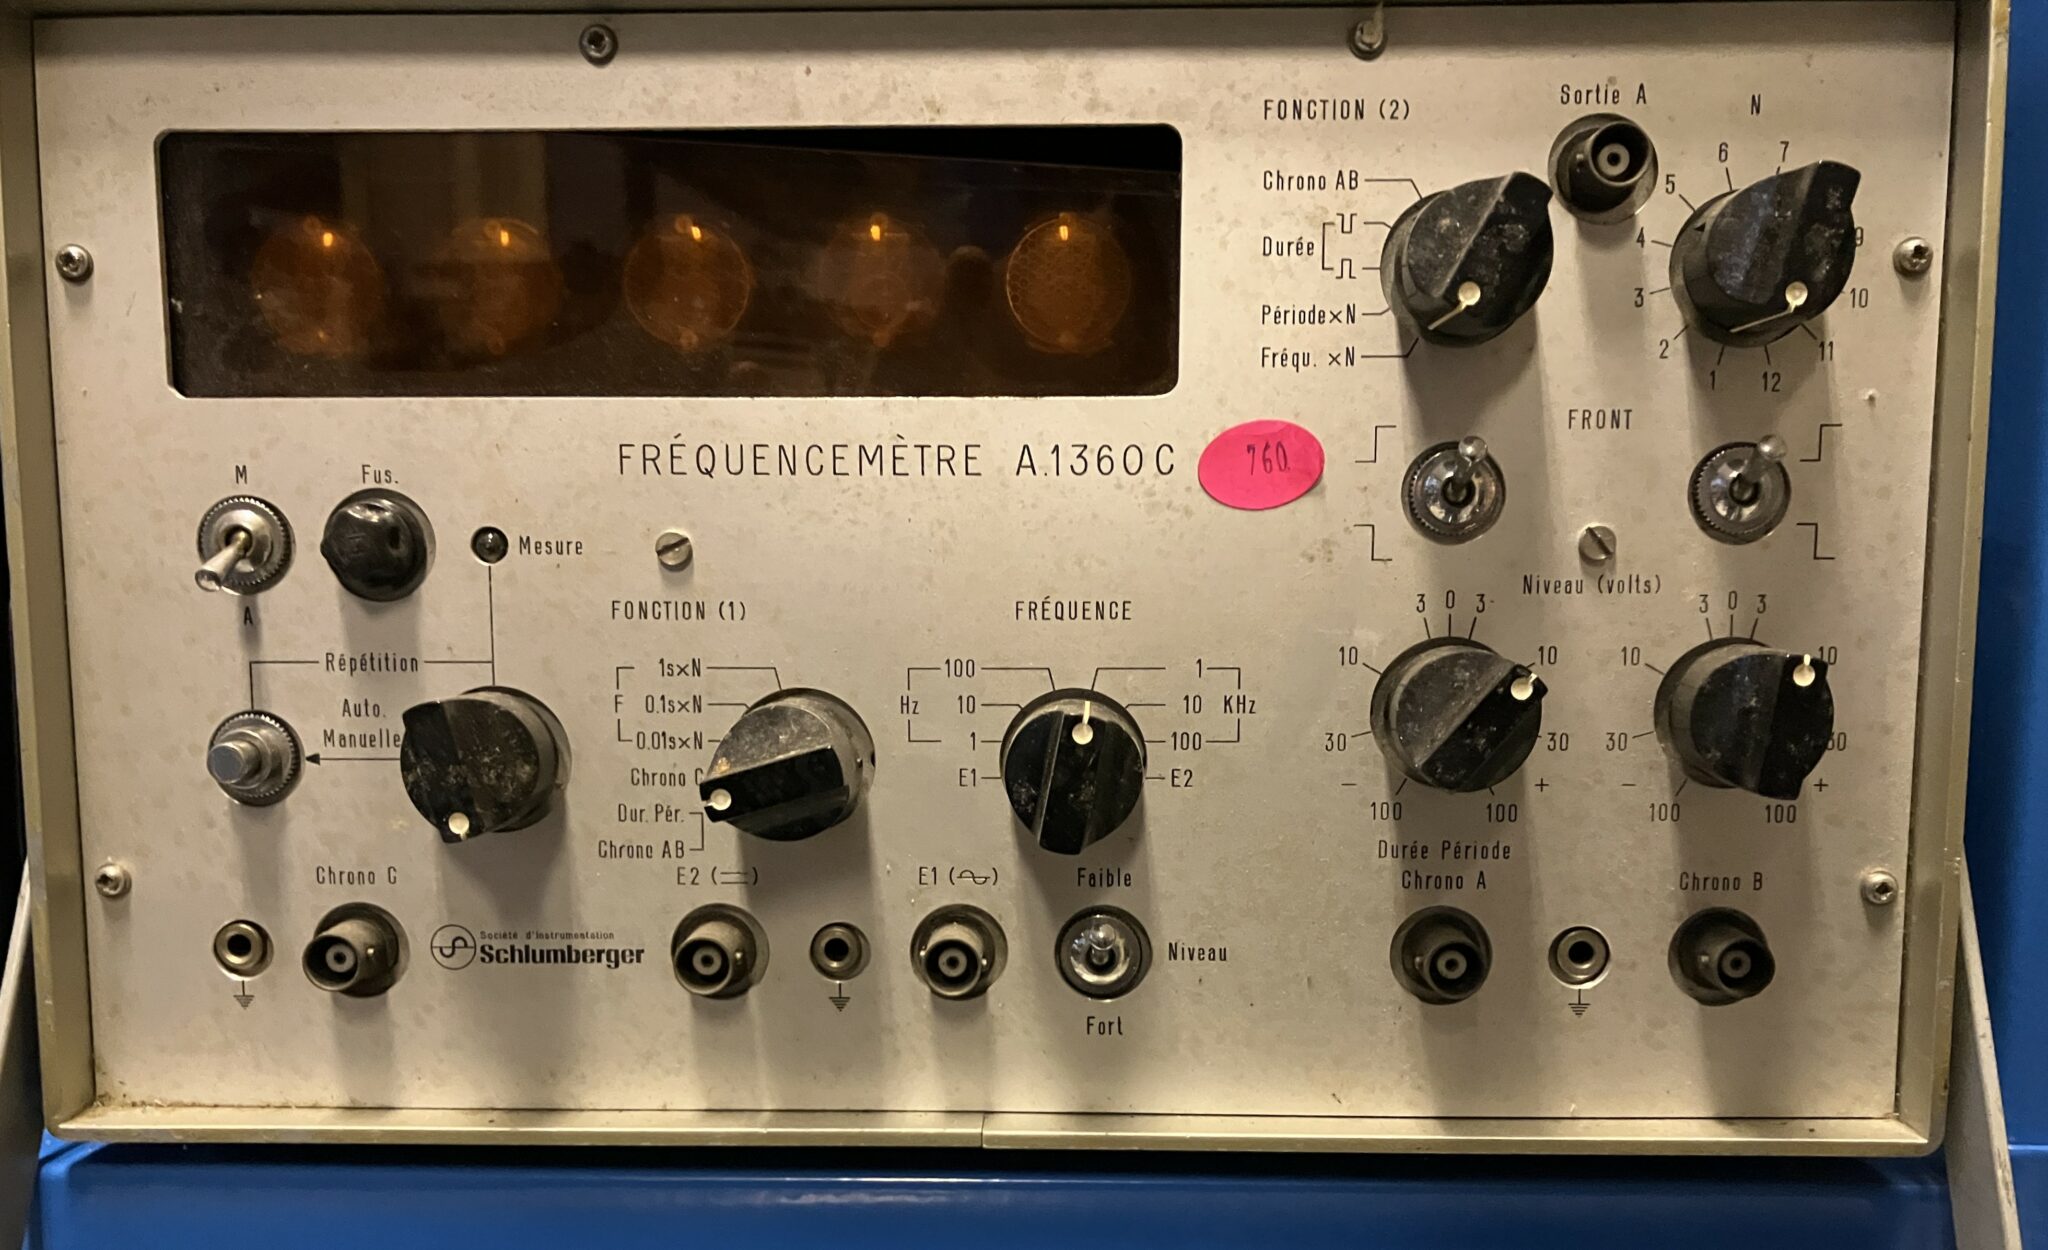 FONCTION (2)
Sortie A
N
Chrono AB
Durée
Période×N
Fréqu. ×N
6
7
5
4
9
3
10
2
11
1
12
FRÉQUENCEMÈTRE A.1360C
760
FRONT
M
Fus.
Mesure
A
Répétition
Auto.
Manuelle
FONCTION (1)
1s×N
F
0.1s×N
0.01s×N
Chrono C
Dur. Pér.
Chrono AB
FRÉQUENCE
100
1
Hz
10
10
KHz
1
100
E1
E2
Niveau (volts)
3 0 3
3 0 3
10
10
10
10
30
30
30
30
-
+
-
+
100
100
100
100
Durée Période
Chrono A
Chrono B
Chrono C
Société d'Instrumentation
Schlumberger
E2 (=)
E1 (~)
Faible
Niveau
Fort